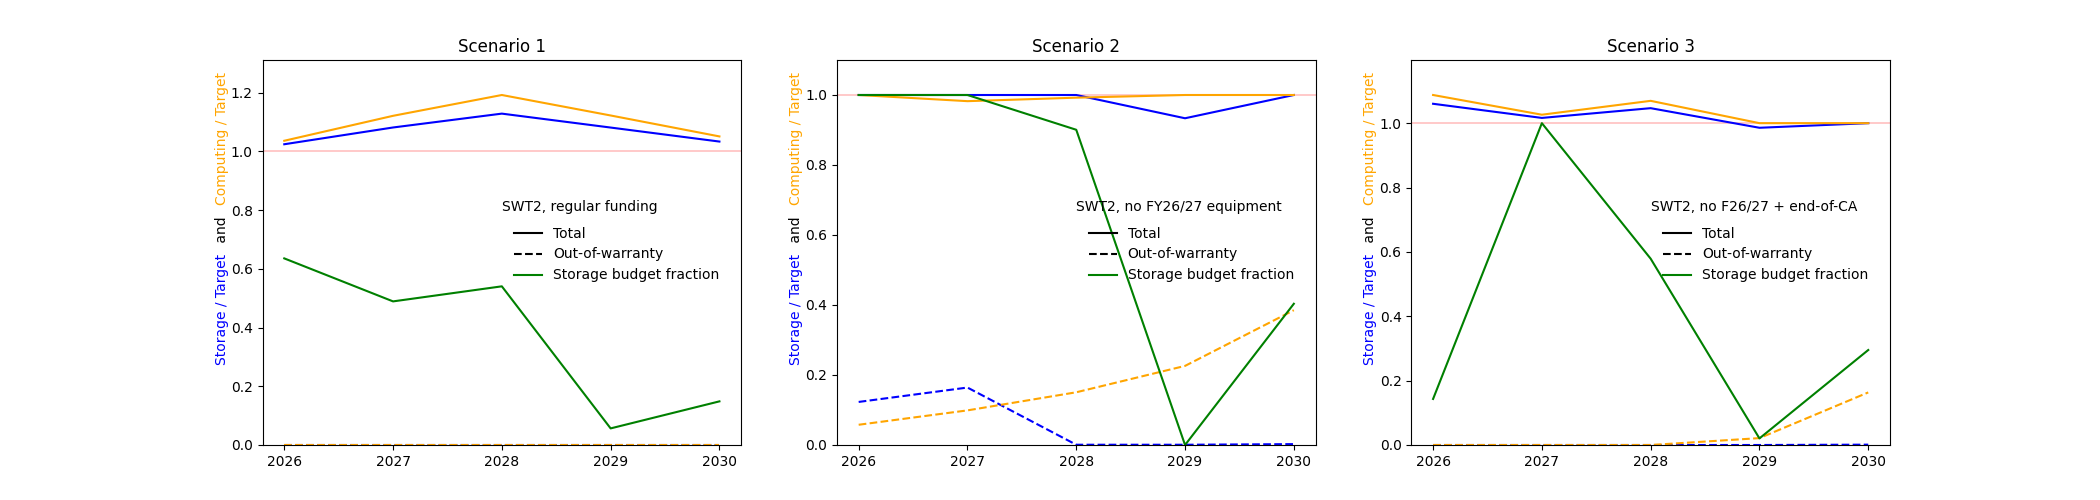 Scenario 1
Storage / Target and Computing / Target
1.2
1.0
0.8
0.6
0.4
0.2
0.0
SWT2, regular funding
Total
Out-of-warranty
Storage budget fraction
2026 2027 2028 2029 2030
Scenario 2
Storage / Target and Computing / Target
1.0
0.8
0.6
0.4
0.2
0.0
SWT2, no FY26/27 equipment
Total
Out-of-warranty
Storage budget fraction
2026 2027 2028 2029 2030
Scenario 3
Storage / Target and Computing / Target
1.0
0.8
0.6
0.4
0.2
0.0
SWT2, no F26/27 + end-of-CA
Total
Out-of-warranty
Storage budget fraction
2026 2027 2028 2029 2030